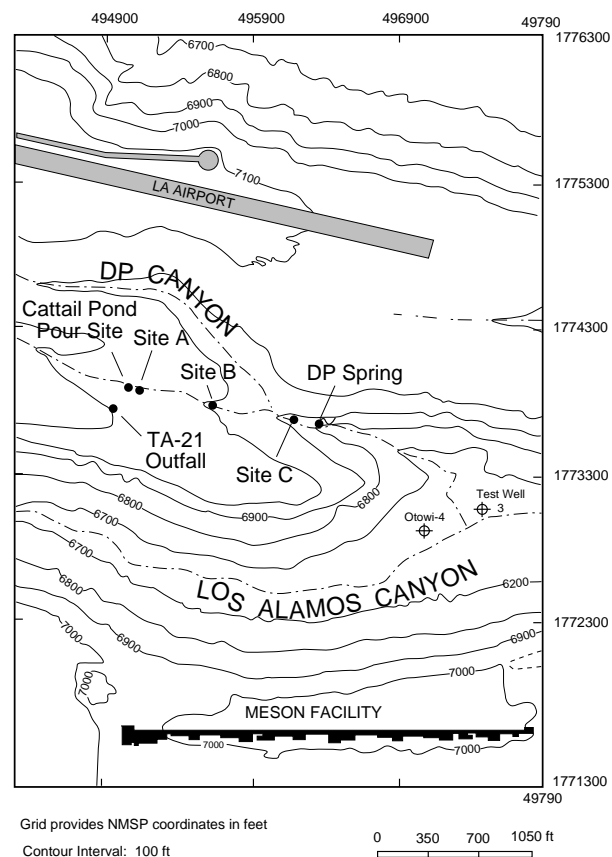 494900 495900 496900 49790
1776300
6700
6800
6900
7000
7100
LA AIRPORT
1775300
DP CANYON
1774300
Cattail Pond
Pour Site
Site A
Site B
DP Spring
TA-21
Outfall
Site C
1773300
6800
6900
6800
6700
Test Well
3
Otowi-4
6700
6800
LOS ALAMOS CANYON
6200
1772300
7000
6900
6900
7000
7000
MESON FACILITY
7000
7000
1771300
49790
Grid provides NMSP coordinates in feet
Contour Interval: 100 ft
0 350 700 1050 ft